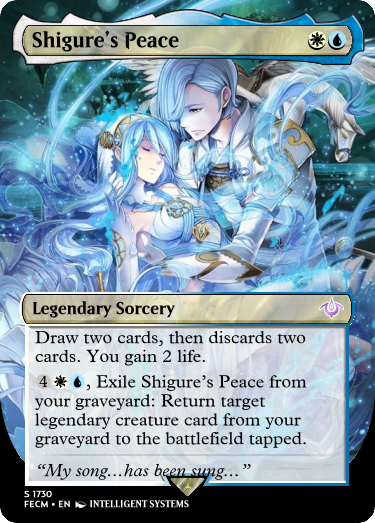 Shigure's Peace
Legendary Sorcery
Draw two cards, then discards two
cards. You gain 2 life.
4, Exile Shigure's Peace from
your graveyard: Return target
legendary creature card from your
graveyard to the battlefield tapped.
“My song…has been sung…”
S 1730
FECM • EN INTELLIGENT SYSTEMS